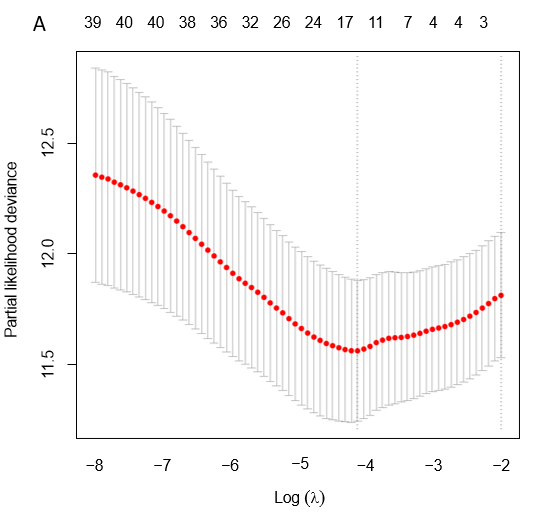 A
39 40 40 38 36 32 26 24 17 11 7 4 4 3
Partial likelihood deviance
12.5
12.0
11.5
−8 −7 −6 −5 −4 −3 −2
Log (λ)